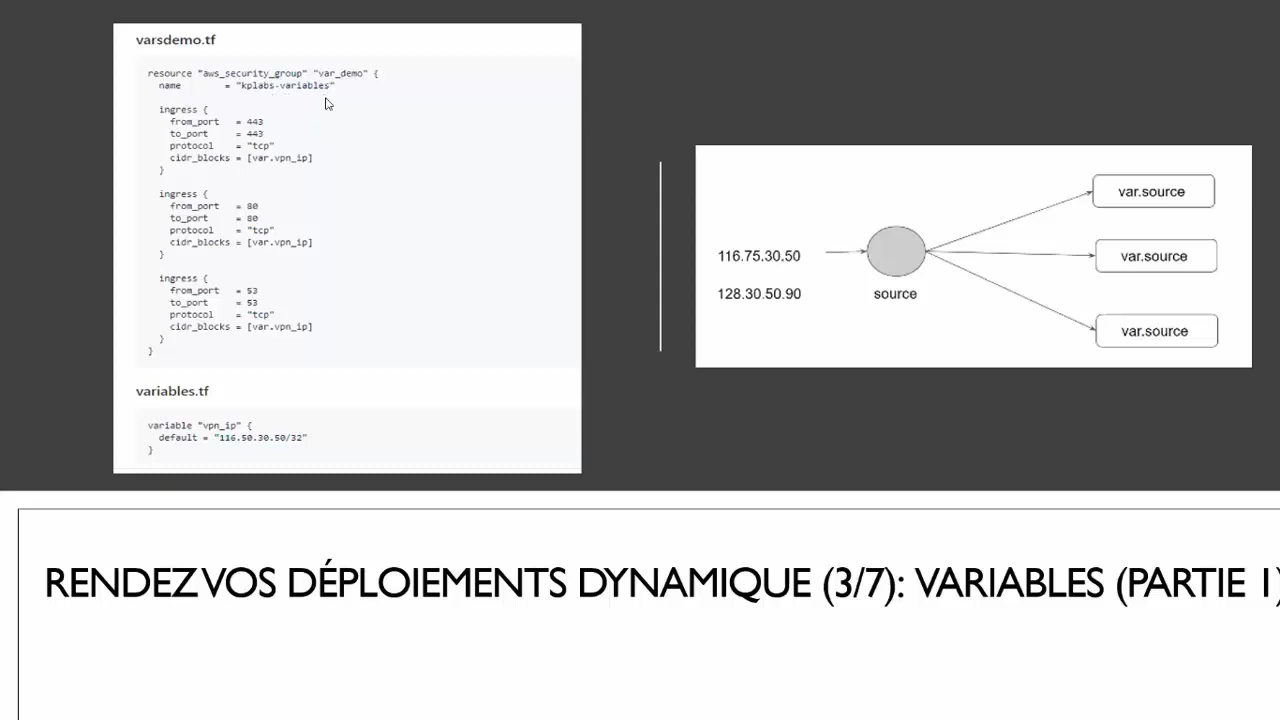 varsdemo.tf
resource "aws_security_group" "var_demo" {
name = "kplabs-variables"
ingress {
from_port = 443
to_port = 443
protocol = "tcp"
cidr_blocks = [var.vpn_ip]
}
ingress {
from_port = 80
to_port = 80
protocol = "tcp"
cidr_blocks = [var.vpn_ip]
}
ingress {
from_port = 53
to_port = 53
protocol = "tcp"
cidr_blocks = [var.vpn_ip]
}
}
variables.tf
variable "vpn_ip" {
default = "116.50.30.50/32"
}
116.75.30.50
128.30.50.90
source
var.source
var.source
var.source
RENDEZ VOS DÉPLOIEMENTS DYNAMIQUE (3/7): VARIABLES (PARTIE 1)